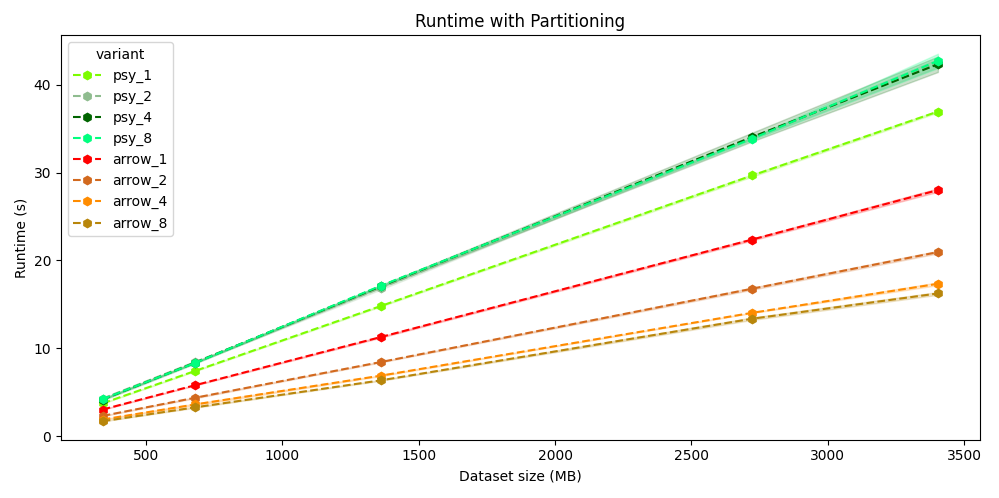 Runtime with Partitioning
variant
psy_1
psy_2
psy_4
psy_8
arrow_1
arrow_2
arrow_4
arrow_8
Runtime (s)
40
30
20
10
0
500 1000 1500 2000 2500 3000 3500
Dataset size (MB)